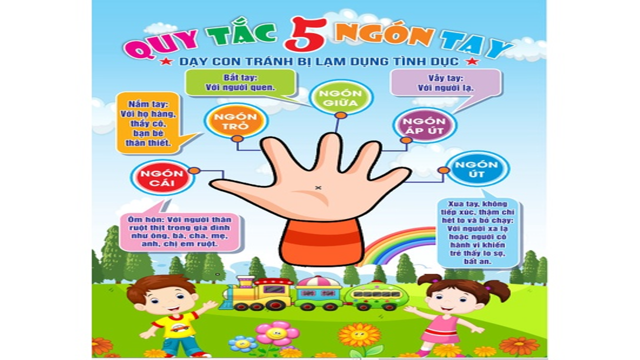 QUY TẮC 5 NGÓN TAY
★ DẠY CON TRÁNH BỊ LẠM DỤNG TÌNH DỤC ★
Bắt tay:
Với người quen.
Vẫy tay:
Với người lạ.
Nắm tay:
Với họ hàng,
thầy cô,
bạn bè
thân thiết.
NGÓN
TRỎ
NGÓN
GIỮA
NGÓN
ÁP ÚT
NGÓN
CÁI
NGÓN
ÚT
Ôm hôn: Với người thân
ruột thịt trong gia đình
như ông, bà, cha, mẹ,
anh, chị em ruột.
Xua tay, không
tiếp xúc, thậm chí
hét to và bỏ chạy:
Với người xa lạ
hoặc người có
hành vi khiến
trẻ thấy lo sợ,
bất an.